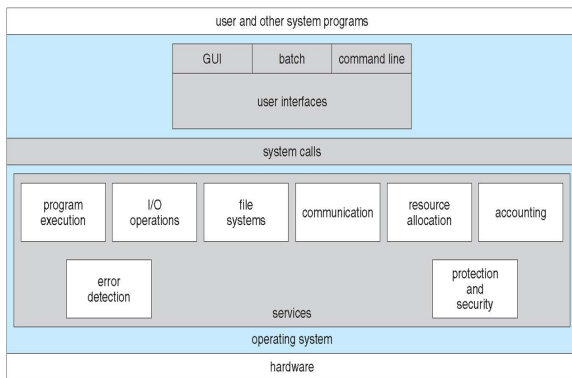 user and other system programs
GUI batch command line
user interfaces
system calls
program execution
I/O operations
file systems
communication
resource allocation
accounting
error detection
protection and security
services
operating system
hardware